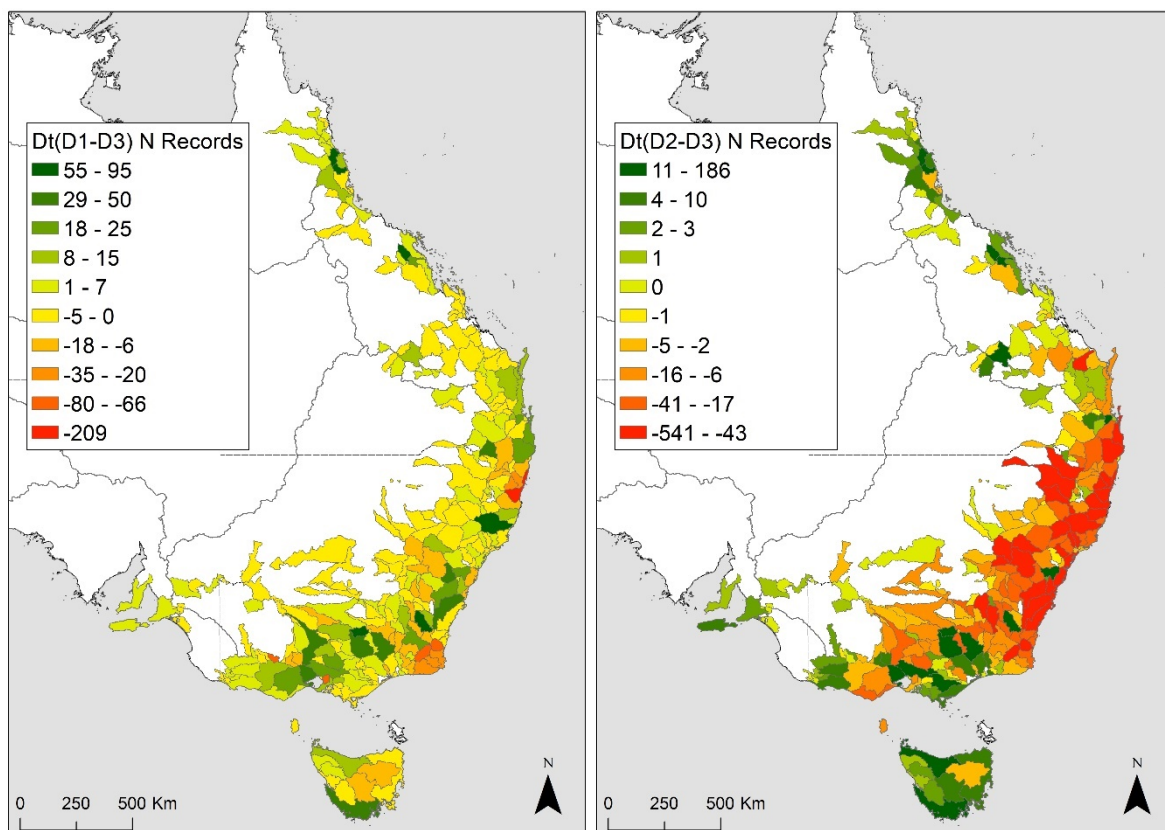 Dt(D1-D3) N Records
55 - 95
29 - 50
18 - 25
8 - 15
1 - 7
-5 - 0
-18 - -6
-35 - -20
-80 - -66
-209
N
0 250 500 Km
Dt(D2-D3) N Records
11 - 186
4 - 10
2 - 3
1
0
-1
-5 - -2
-16 - -6
-41 - -17
-541 - -43
N
0 250 500 Km